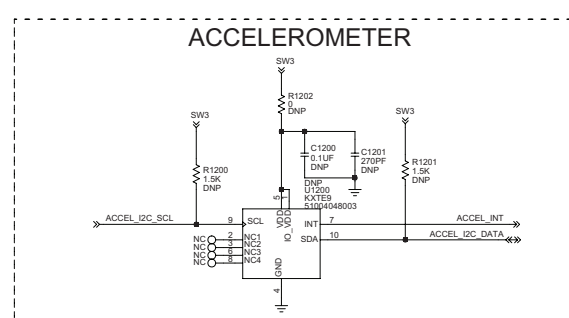 ACCELEROMETER
SW3
R1202
0
DNP
SW3
SW3
C1200
0.1UF
DNP
C1201
270PF
DNP
R1200
1.5K
DNP
R1201
1.5K
DNP
DNP
U1200
KXTE9
51004048003
5
1
VDD
IO_VDD
ACCEL_I2C_SCL
9
SCL
INT
7
ACCEL_INT
SDA
10
ACCEL_I2C_DATA
NC
2
NC1
NC
3
NC2
NC
6
NC3
NC
8
NC4
GND
4